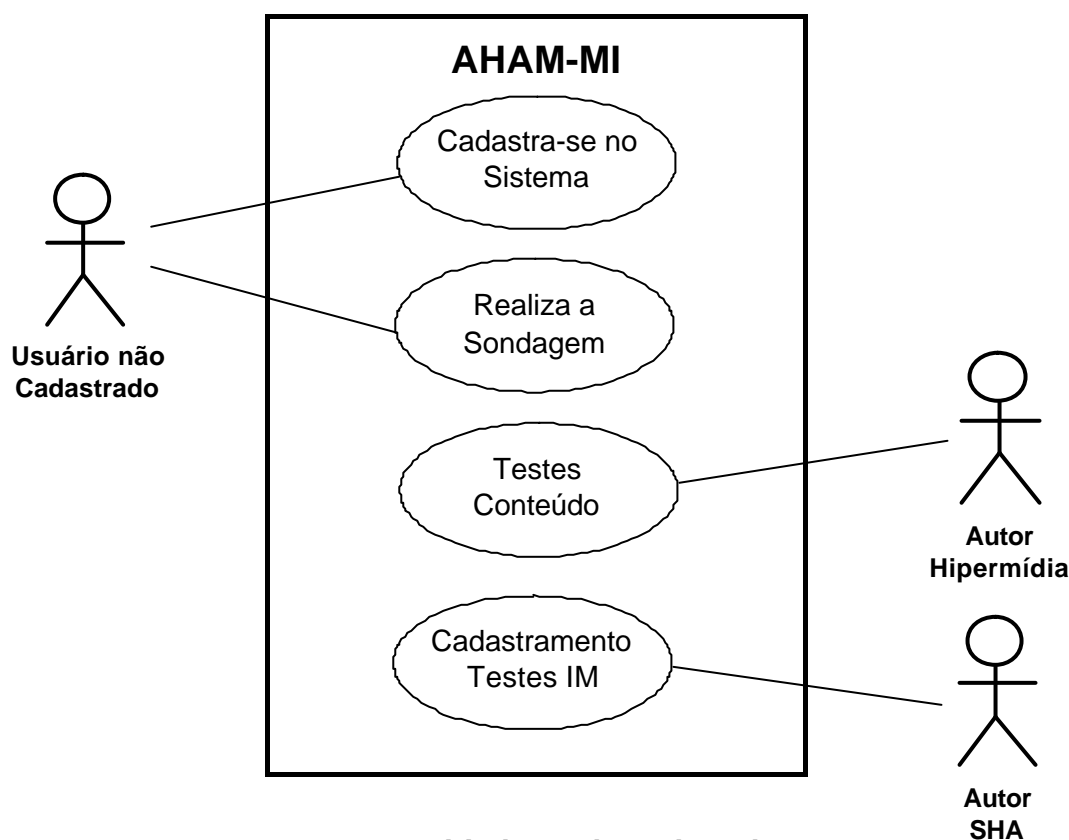 AHAM-MI
Cadastra-se no
Sistema
Realiza a
Sondagem
Usuário não
Cadastrado
Testes
Conteúdo
Autor
Hipermídia
Cadastramento
Testes IM
Autor
SHA